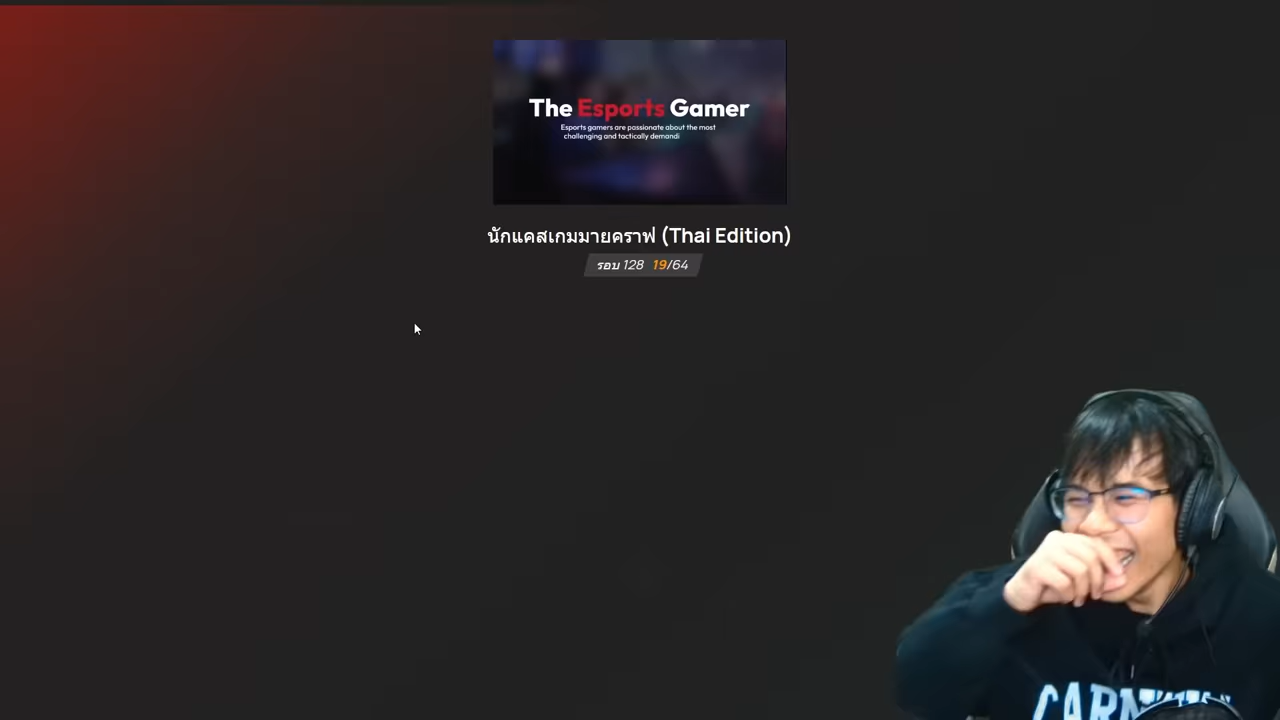 The Esports Gamer
Esports gamers are passionate about the most
challenging and tactically demandi
นักแคสเกมมายคราฟ (Thai Edition)
รอบ 128 19/64